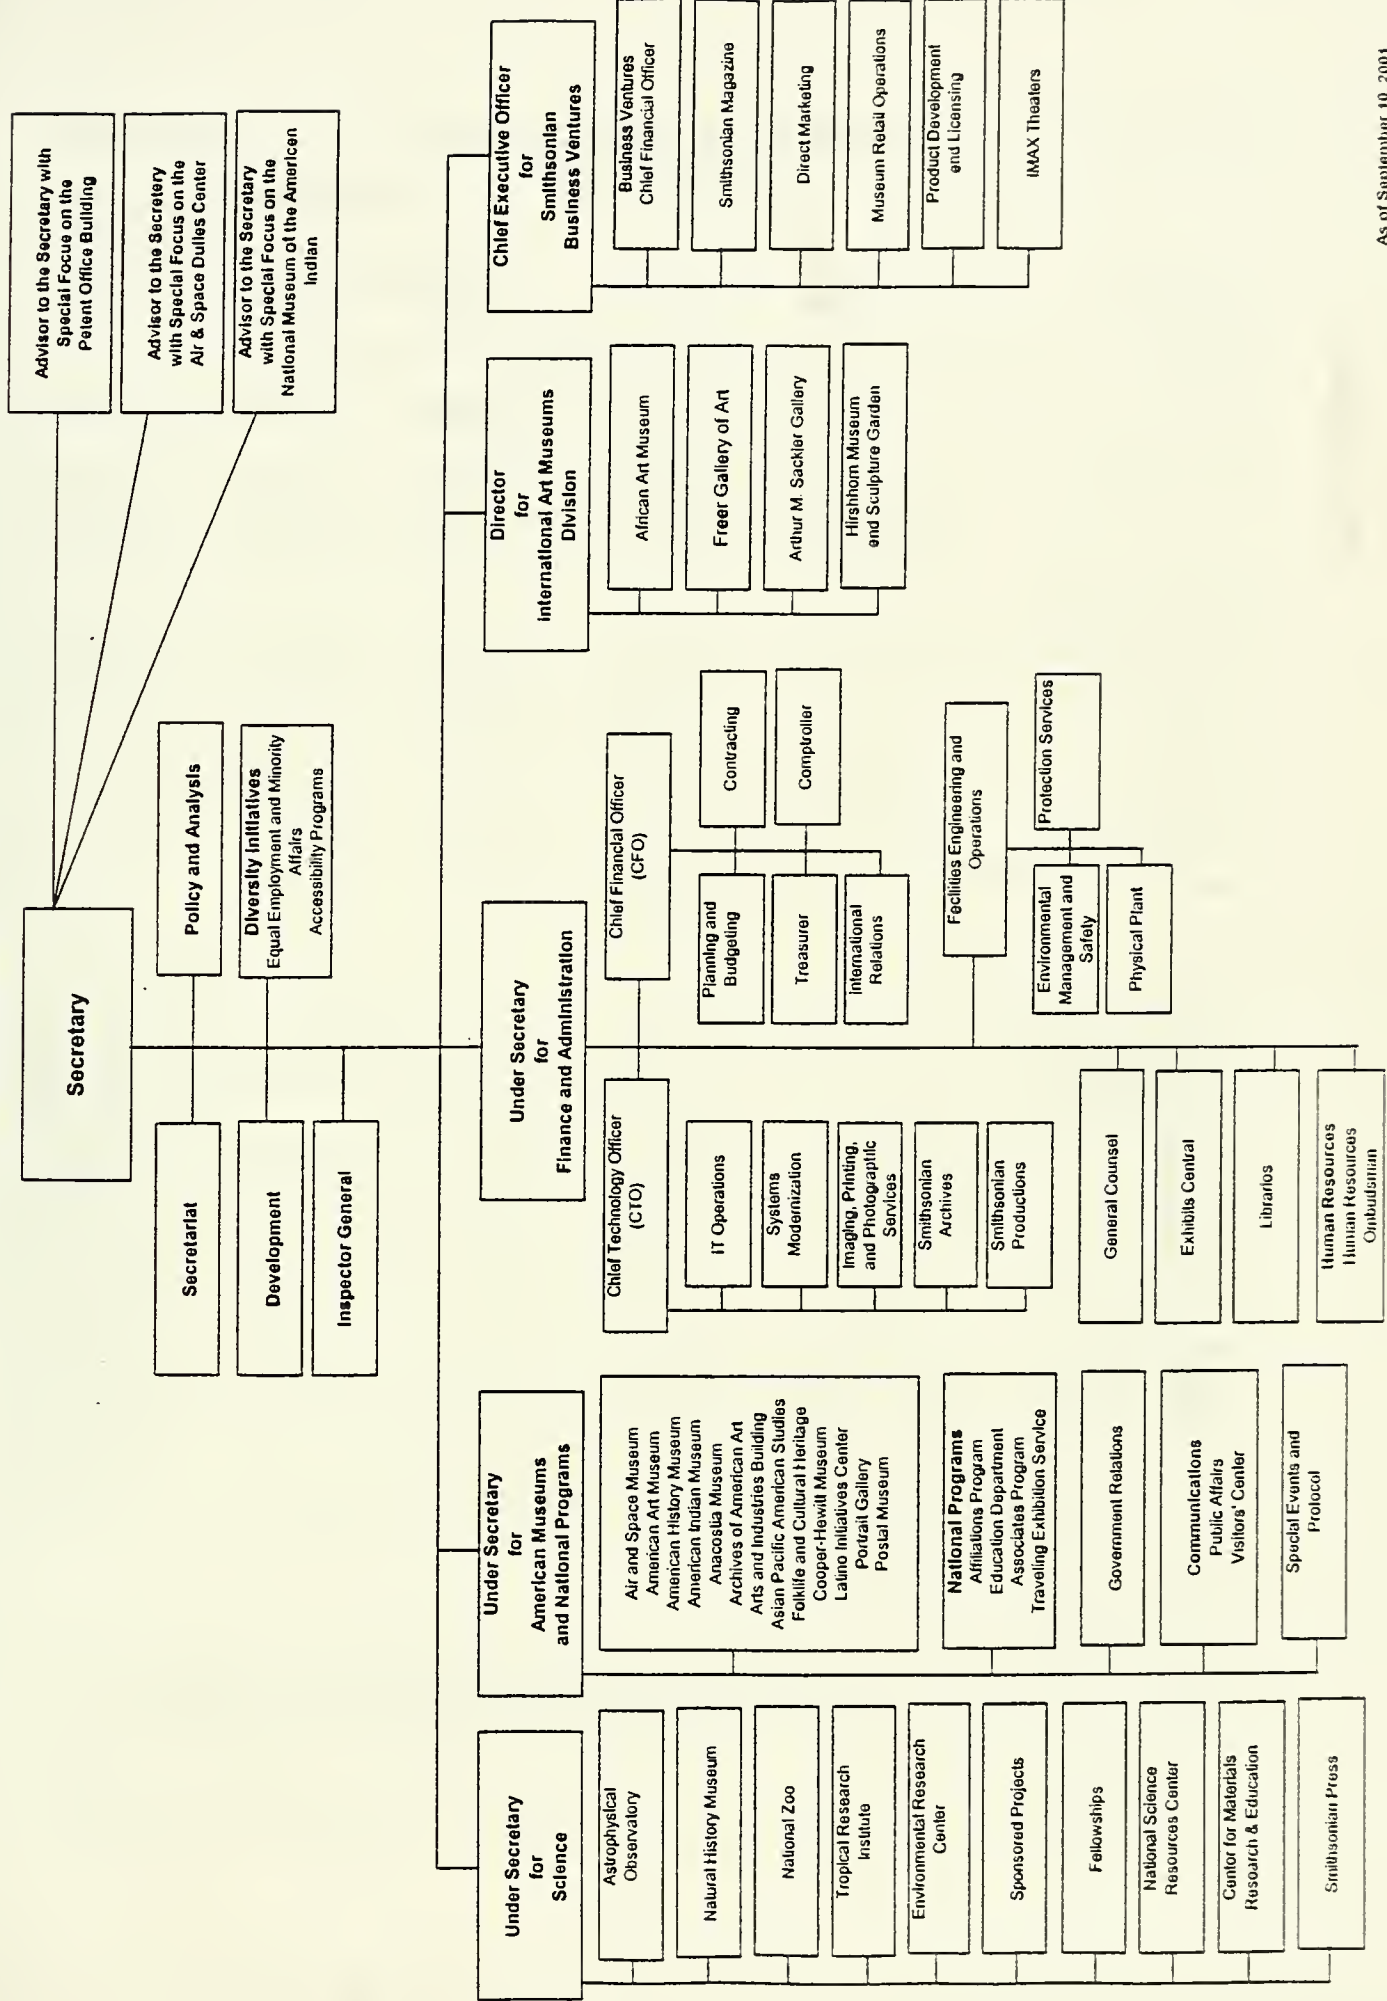 Secretary
Advisor to the Secretary with
Special Focue on the
Petent Office Building
Advisor to the Secretery
with Special Focus on the
Air & Space Dulles Center
Advisor to the Secretary
with Special Focus on the
National Museum of the Americen
Indian
Secretariat
Policy and Analysis
Development
Diversity Initiatives
Equal Employment and Minority
Affairs
Accessibility Programs
Inspector General
Under Secretary
for
Science
Astrophysical
Observatory
Natural History Museum
National Zoo
Tropical Research
Institute
Environmental Research
Center
Sponsored Projects
Fellowships
National Science
Resources Center
Center for Materials
Research & Education
Smithsonian Press
Under Secretary
for
American Museums
and National Programs
Air and Space Museum
American Art Museum
American History Museum
American Indian Museum
Anacostia Museum
Archives of American Art
Arts and Industries Building
Asian Pacific American Studies
Folklife and Cultural Heritage
Cooper-Hewitt Museum
Latino Initiatives Center
Portrait Gallery
Postal Museum
National Programs
Affiliations Program
Education Department
Associates Program
Traveling Exhibition Service
Government Relations
Communications
Public Affairs
Visitors' Center
Special Events and
Protocol
Under Secretary
for
Finance and Administration
Chief Technology Officer
(CTO)
IT Operations
Systems
Modernization
Imaging, Printing,
and Photographic
Services
Smithsonian
Archives
Smithsonian
Productions
Chief Financial Officer
(CFO)
Planning and
Budgeting
Contracting
Treasurer
Comptroller
International
Relations
Fecilities Engineering and
Operations
Environmental
Management and
Safety
Protection Services
Physical Plant
General Counsel
Exhibits Central
Libraries
Human Resources
Human Resources
Ombudsman
Director
for
International Art Museums
Division
African Art Museum
Freer Gallery of Art
Arthur M. Sackler Gallery
Hirshhorn Museum
end Sculpture Garden
Chief Executive Officer
for
Smithsonian
Business Ventures
Business Ventures
Chief Financial Officer
Smithsonian Magazine
Direct Marketing
Museum Retail Operations
Product Development
end Licensing
IMAX Theaters
As of September 10, 2001